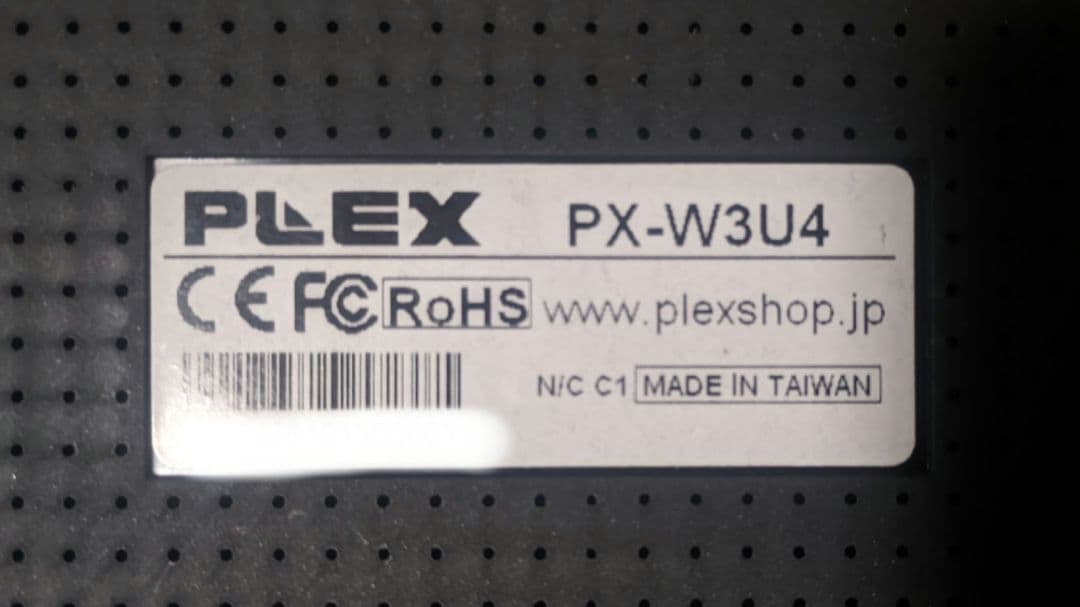 PLEX PX-W3U4
CE FC RoHS www.plexshop.jp
N/C C1 MADE IN TAIWAN